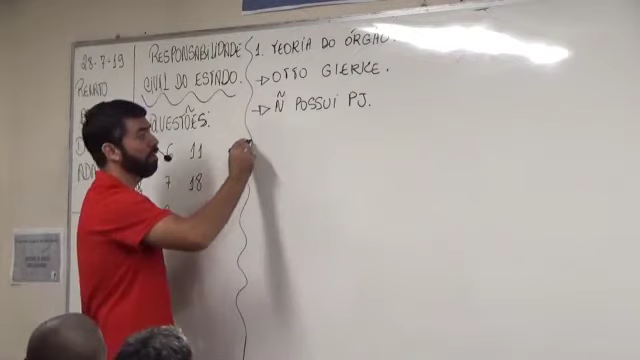 28-7-19
RENATO
RESPONSABILIDADE
CIVIL DO ESTADO.
QUESTÕES:
6 11
7 18
1. TEORIA DO ÓRGÃO.
OTTO GIERKE.
Ñ POSSUI PJ.